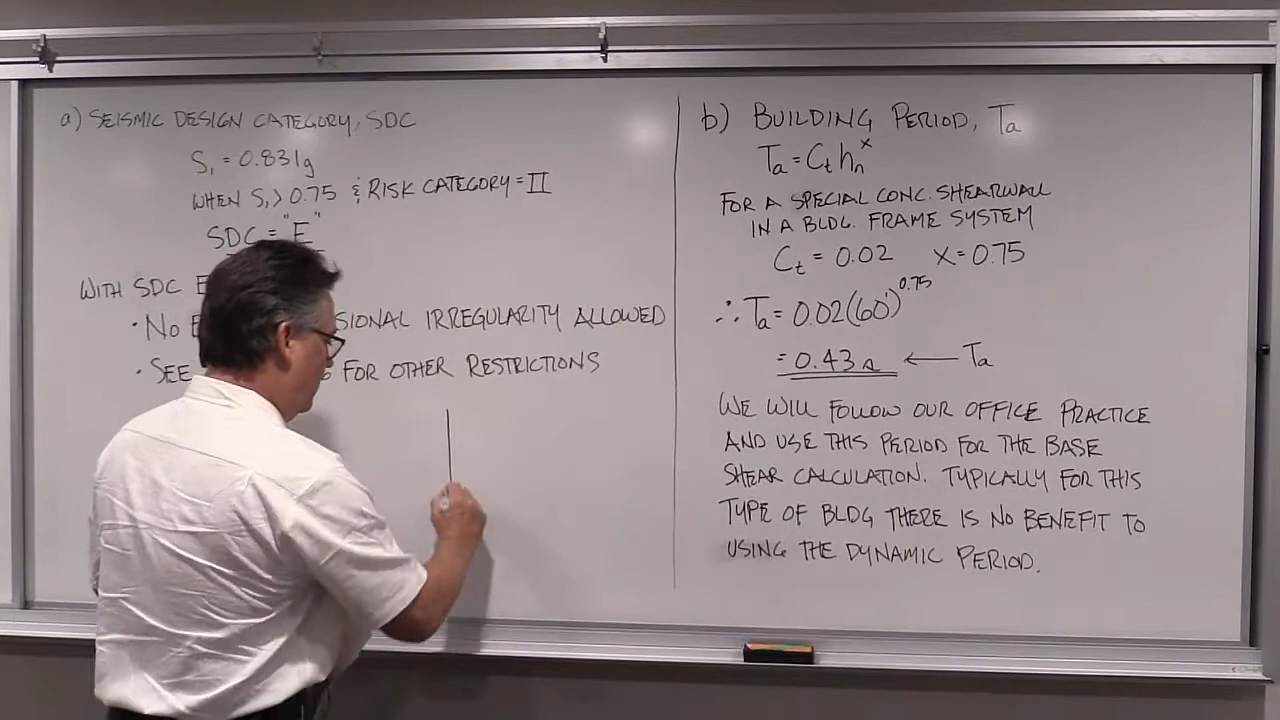 a) SEISMIC DESIGN CATEGORY, SDC
S₁ = 0.831g
WHEN S₁ > 0.75 & RISK CATEGORY = II
SDC = "E"
WITH SDC E
• NO SIONAL IRREGULARITY ALLOWED
• SEE FOR OTHER RESTRICTIONS
b) BUILDING PERIOD, Ta
Ta = Ct hn^x
FOR A SPECIAL CONC. SHEARWALL
IN A BLDG. FRAME SYSTEM
Ct = 0.02 X = 0.75
∴ Ta = 0.02(60')^0.75
= 0.43 s ← Ta
WE WILL FOLLOW OUR OFFICE PRACTICE
AND USE THIS PERIOD FOR THE BASE
SHEAR CALCULATION. TYPICALLY FOR THIS
TYPE OF BLDG THERE IS NO BENEFIT TO
USING THE DYNAMIC PERIOD.